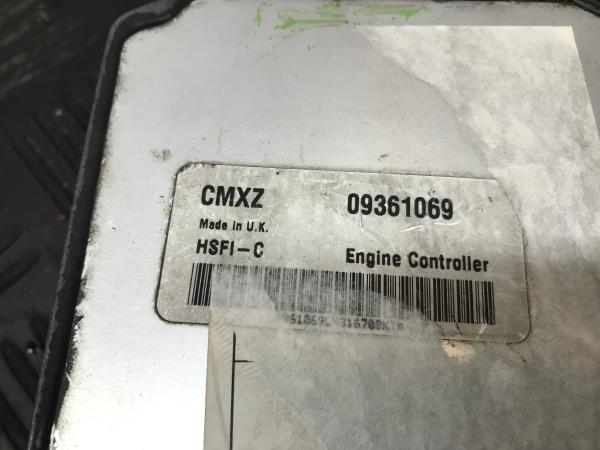 CMXZ 09361069
Made in U.K.
HSFI-C Engine Controller